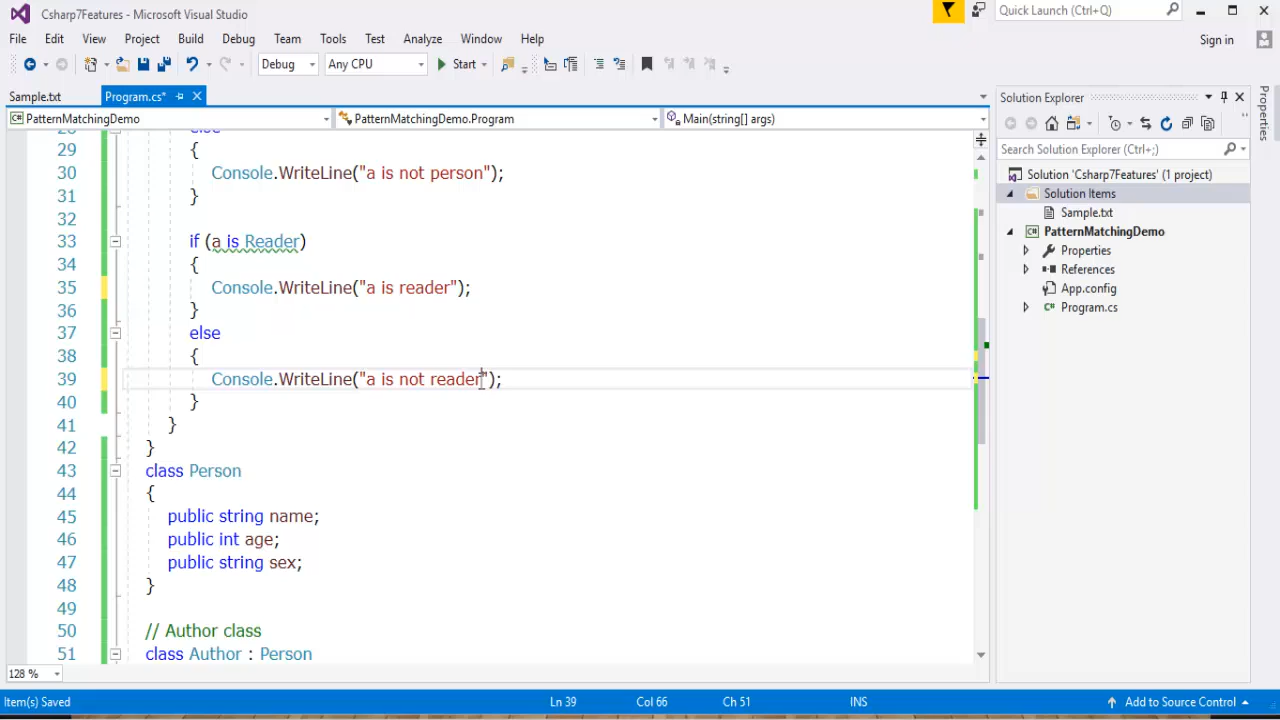 Csharp7Features - Microsoft Visual Studio
Quick Launch (Ctrl+Q)
File Edit View Project Build Debug Team Tools Test Analyze Window Help
Sign in
Debug Any CPU Start
Sample.txt Program.cs*
PatternMatchingDemo PatternMatchingDemo.Program Main(string[] args)
28 else
29 {
30 Console.WriteLine("a is not person");
31 }
32
33 if (a is Reader)
34 {
35 Console.WriteLine("a is reader");
36 }
37 else
38 {
39 Console.WriteLine("a is not reader");
40 }
41 }
42 }
43 class Person
44 {
45 public string name;
46 public int age;
47 public string sex;
48 }
49
50 // Author class
51 class Author : Person
128 %
Solution Explorer
Search Solution Explorer (Ctrl+;)
Solution 'Csharp7Features' (1 project)
Solution Items
Sample.txt
PatternMatchingDemo
Properties
References
App.config
Program.cs
Properties
Item(s) Saved Ln 39 Col 66 Ch 51 INS Add to Source Control